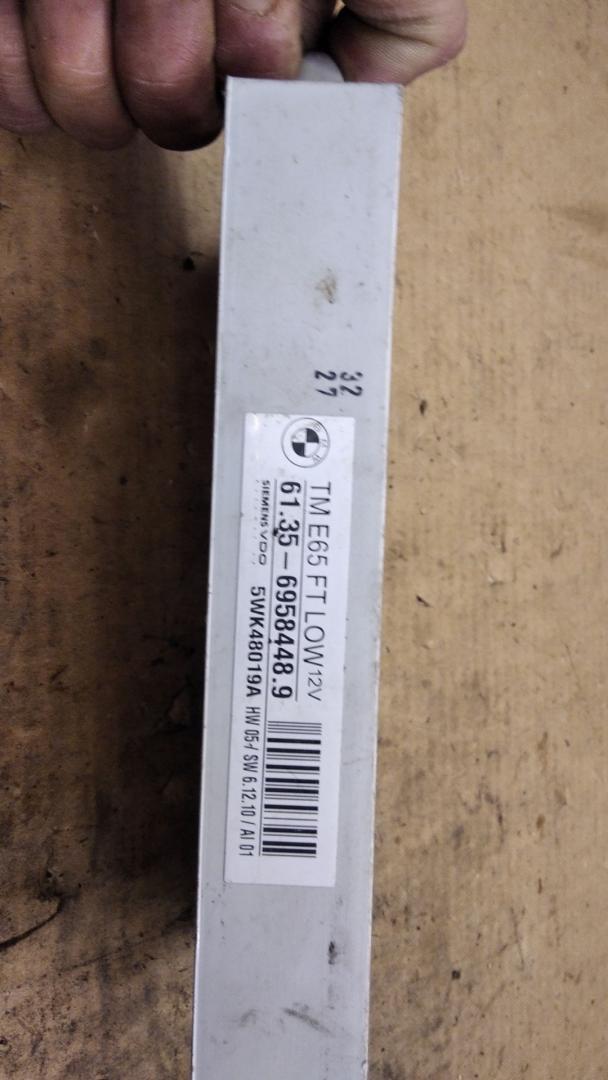 32
27
TM E65 FT LOW 12V
61.35-6958448.9
SIEMENS VDO 5WK48019A HW 05-/ SW 6.12.10 / AI 01